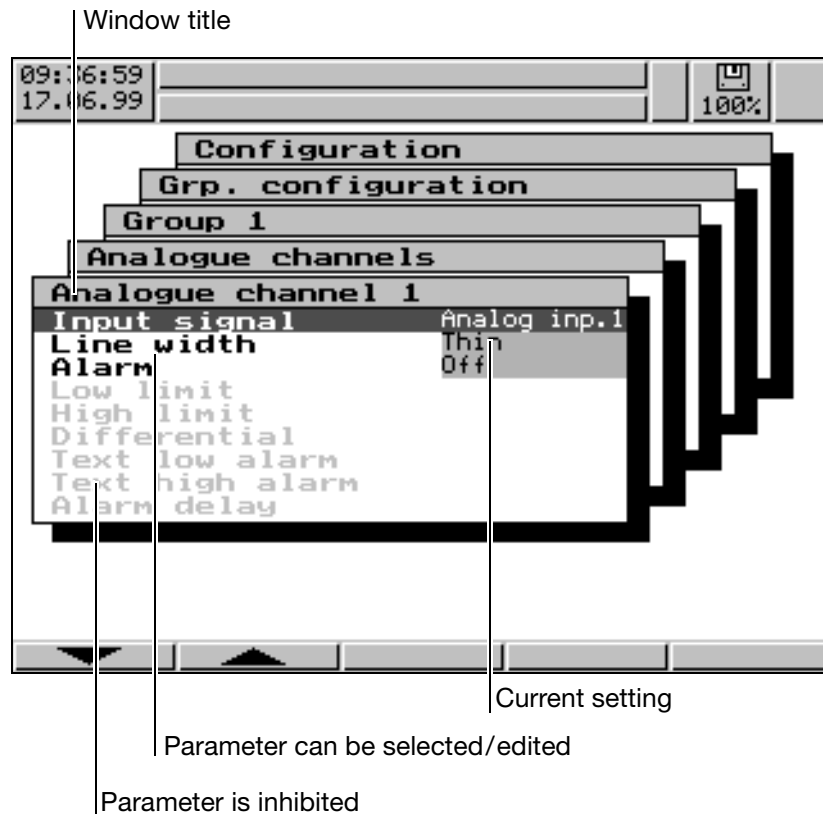 Window title
09:36:59
17.06.99
100%
Configuration
Grp. configuration
Group 1
Analogue channels
Analogue channel 1
Input signal Analog inp.1
Line width Thin
Alarm Off
Low limit
High limit
Differential
Text low alarm
Text high alarm
Alarm delay
Current setting
Parameter can be selected/edited
Parameter is inhibited